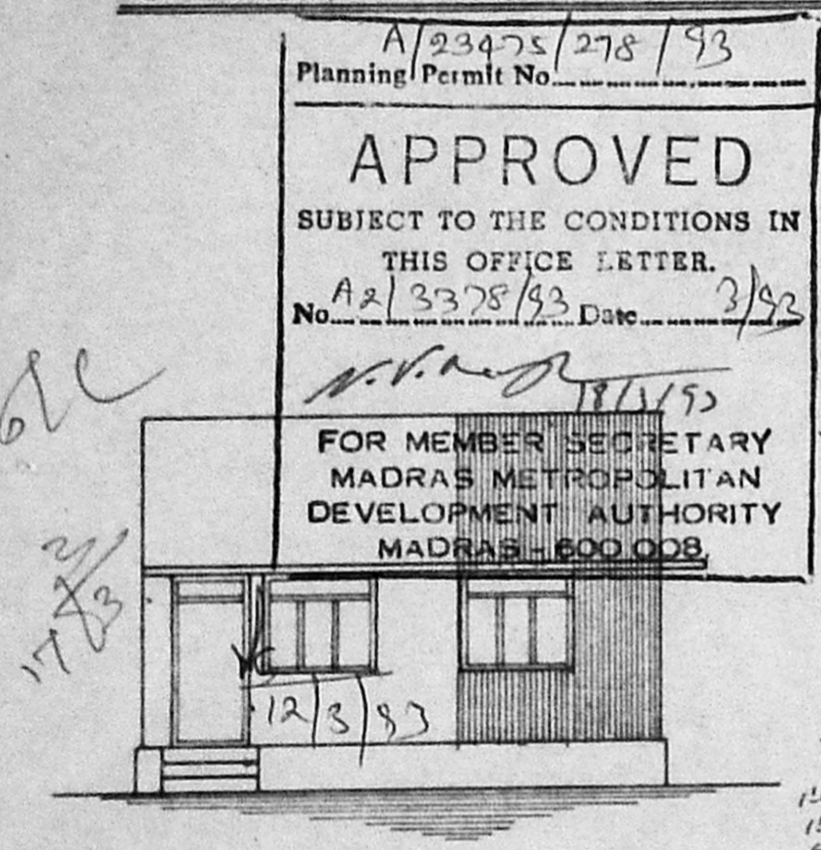 A/23475/278/93
Planning Permit No.
APPROVED
SUBJECT TO THE CONDITIONS IN
THIS OFFICE LETTER.
No. A2/3378/93 Date 3/93
18/3/93
FOR MEMBER SECRETARY
MADRAS METROPOLITAN
DEVELOPMENT AUTHORITY
MADRAS - 600 008
12/3/93